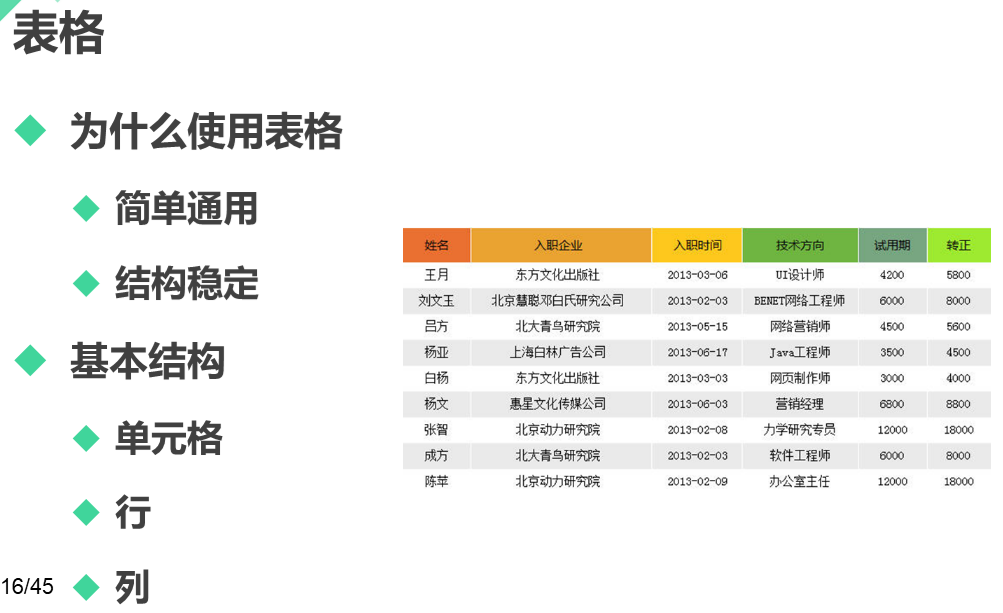 表格
为什么使用表格
简单通用
结构稳定
基本结构
单元格
行
列
16/45
姓名 入职企业 入职时间 技术方向 试用期 转正
王月 东方文化出版社 2013-03-06 UI设计师 4200 5800
刘文玉 北京慧聪邓白氏研究公司 2013-02-03 BENET网络工程师 6000 8000
吕方 北大青鸟研究院 2013-05-15 网络营销师 4500 5600
杨亚 上海白林广告公司 2013-06-17 Java工程师 3500 4500
白杨 东方文化出版社 2013-03-03 网页制作师 3000 4000
杨文 惠星文化传媒公司 2013-06-03 营销经理 6800 8800
张智 北京动力研究院 2013-02-08 力学研究专员 12000 18000
成方 北大青鸟研究院 2013-02-03 软件工程师 6000 8000
陈苹 北京动力研究院 2013-02-09 办公室主任 12000 18000